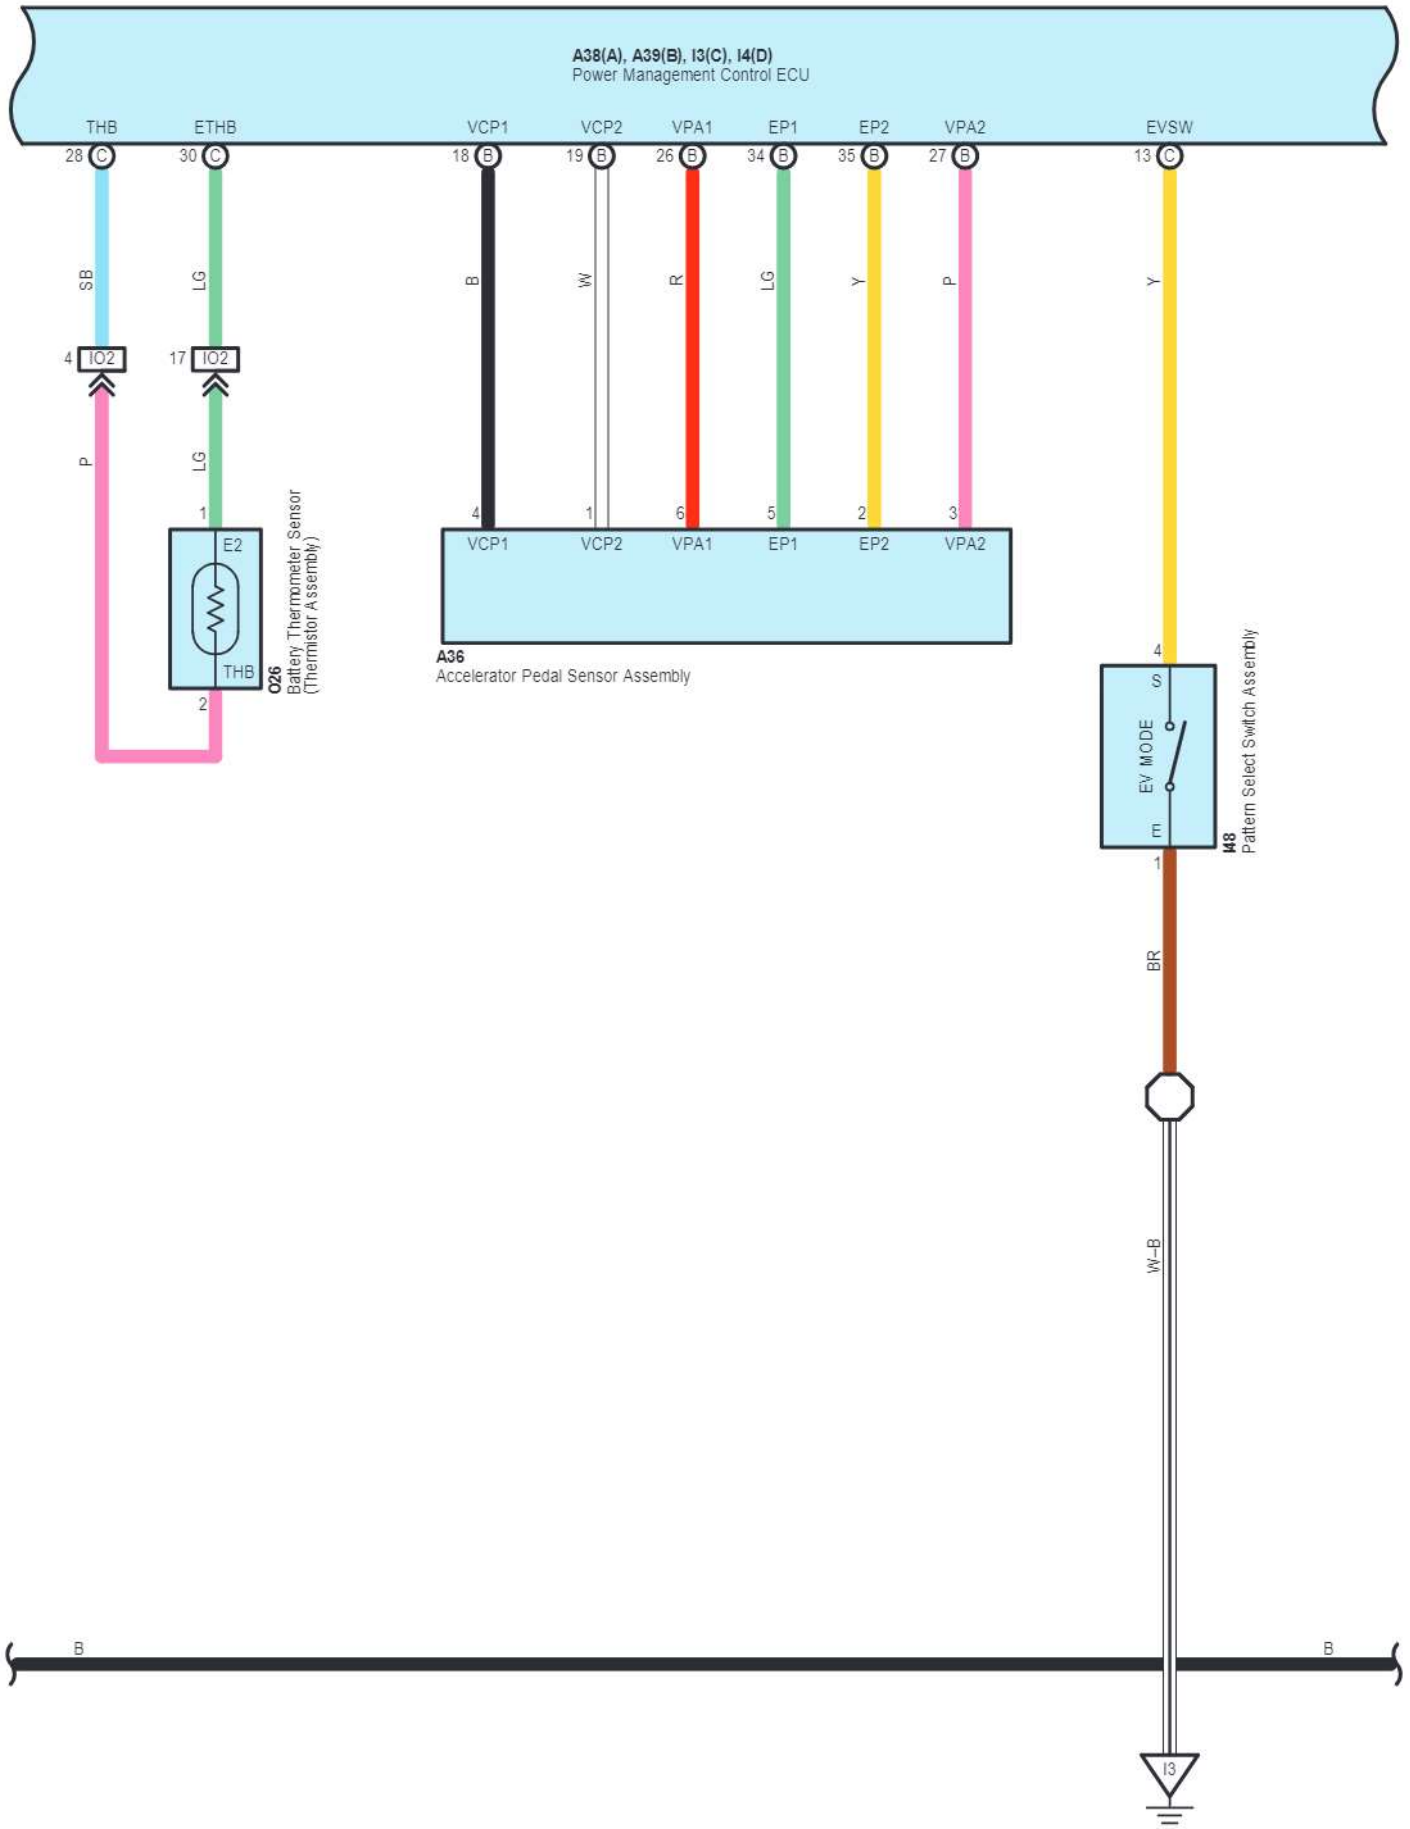 A38(A), A39(B), I3(C), I4(D)
Power Management Control ECU
THB ETHB VCP1 VCP2 VPA1 EP1 EP2 VPA2 EVSW
28 C 30 C 18 B 19 B 26 B 34 B 35 B 27 B 13 C
SB LG B W R LG Y P Y
4 IO2 17 IO2
P LG
1 4 1 6 5 2 3
E2 VCP1 VCP2 VPA1 EP1 EP2 VPA2
THB
2
O26
Battery Thermometer Sensor
(Thermistor Assembly)
A36
Accelerator Pedal Sensor Assembly
4
S
EV MODE
E
1
I48
Pattern Select Switch Assembly
BR
W–B
B B
I3